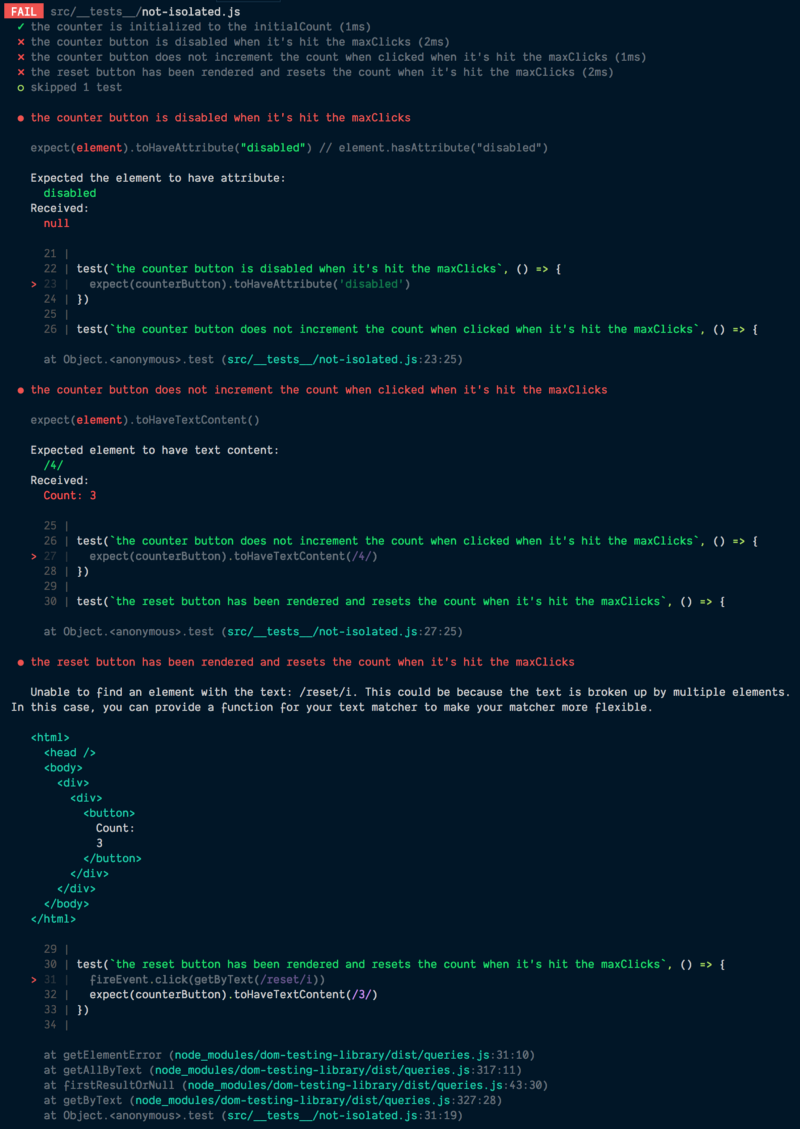 FAIL src/__tests__/not-isolated.js
✓ the counter is initialized to the initialCount (1ms)
✕ the counter button is disabled when it's hit the maxClicks (2ms)
✕ the counter button does not increment the count when clicked when it's hit the maxClicks (1ms)
✕ the reset button has been rendered and resets the count when it's hit the maxClicks (2ms)
○ skipped 1 test
● the counter button is disabled when it's hit the maxClicks
expect(element).toHaveAttribute("disabled") // element.hasAttribute("disabled")
Expected the element to have attribute:
disabled
Received:
null
21 |
22 | test(`the counter button is disabled when it's hit the maxClicks`, () => {
> 23 | expect(counterButton).toHaveAttribute('disabled')
24 | })
25 |
26 | test(`the counter button does not increment the count when clicked when it's hit the maxClicks`, () => {
at Object.<anonymous>.test (src/__tests__/not-isolated.js:23:25)
● the counter button does not increment the count when clicked when it's hit the maxClicks
expect(element).toHaveTextContent()
Expected element to have text content:
/4/
Received:
Count: 3
25 |
26 | test(`the counter button does not increment the count when clicked when it's hit the maxClicks`, () => {
> 27 | expect(counterButton).toHaveTextContent(/4/)
28 | })
29 |
30 | test(`the reset button has been rendered and resets the count when it's hit the maxClicks`, () => {
at Object.<anonymous>.test (src/__tests__/not-isolated.js:27:25)
● the reset button has been rendered and resets the count when it's hit the maxClicks
Unable to find an element with the text: /reset/i. This could be because the text is broken up by multiple elements.
In this case, you can provide a function for your text matcher to make your matcher more flexible.
<html>
<head />
<body>
<div>
<div>
<button>
Count:
3
</button>
</div>
</div>
</body>
</html>
29 |
30 | test(`the reset button has been rendered and resets the count when it's hit the maxClicks`, () => {
> 31 | fireEvent.click(getByText(/reset/i))
32 | expect(counterButton).toHaveTextContent(/3/)
33 | })
34 |
at getElementError (node_modules/dom-testing-library/dist/queries.js:31:10)
at getAllByText (node_modules/dom-testing-library/dist/queries.js:317:11)
at firstResultOrNull (node_modules/dom-testing-library/dist/queries.js:43:30)
at getByText (node_modules/dom-testing-library/dist/queries.js:327:28)
at Object.<anonymous>.test (src/__tests__/not-isolated.js:31:19)